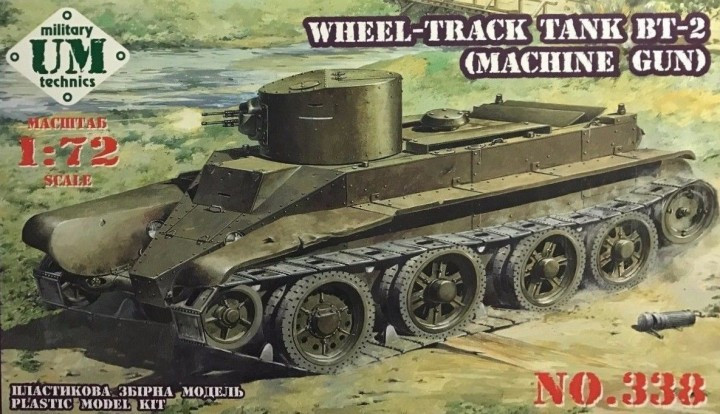 military
UM
technics
WHEEL-TRACK TANK BT-2
(MACHINE GUN)
МАСШТАБ
1:72
SCALE
ПЛАСТИКОВА ЗБІРНА МОДЕЛЬ
PLASTIC MODEL KIT
NO.338